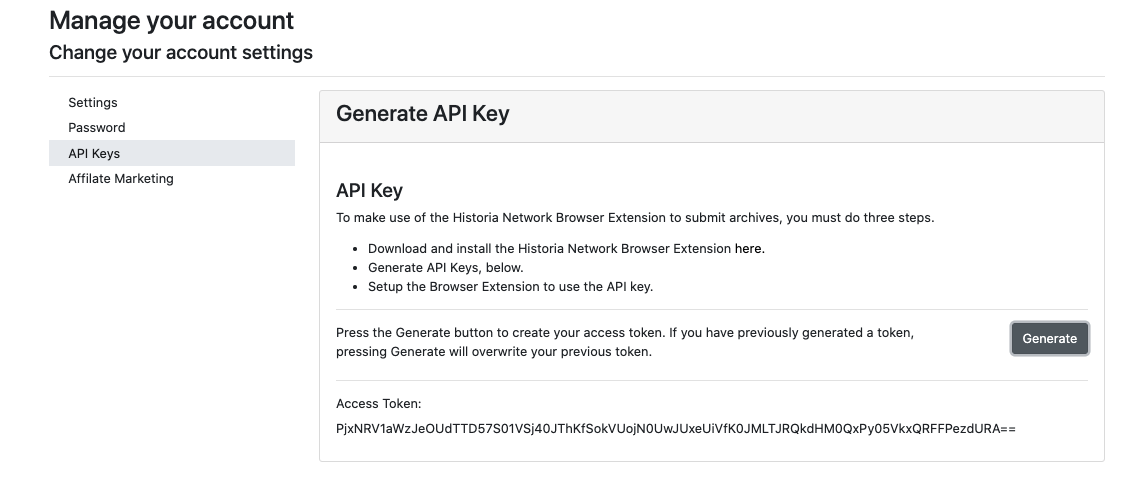 Manage your account
Change your account settings
Settings
Password
API Keys
Affilate Marketing
Generate API Key
API Key
To make use of the Historia Network Browser Extension to submit archives, you must do three steps.
• Download and install the Historia Network Browser Extension here.
• Generate API Keys, below.
• Setup the Browser Extension to use the API key.
Press the Generate button to create your access token. If you have previously generated a token,
pressing Generate will overwrite your previous token.
Generate
Access Token:
PjxNRV1aWzJeOUdTTD57S01VSj40JThKfSokVUojN0UwJUxeUiVfK0JMLTJRQkdHM0QxPy05VkxQRFFPezdURA==